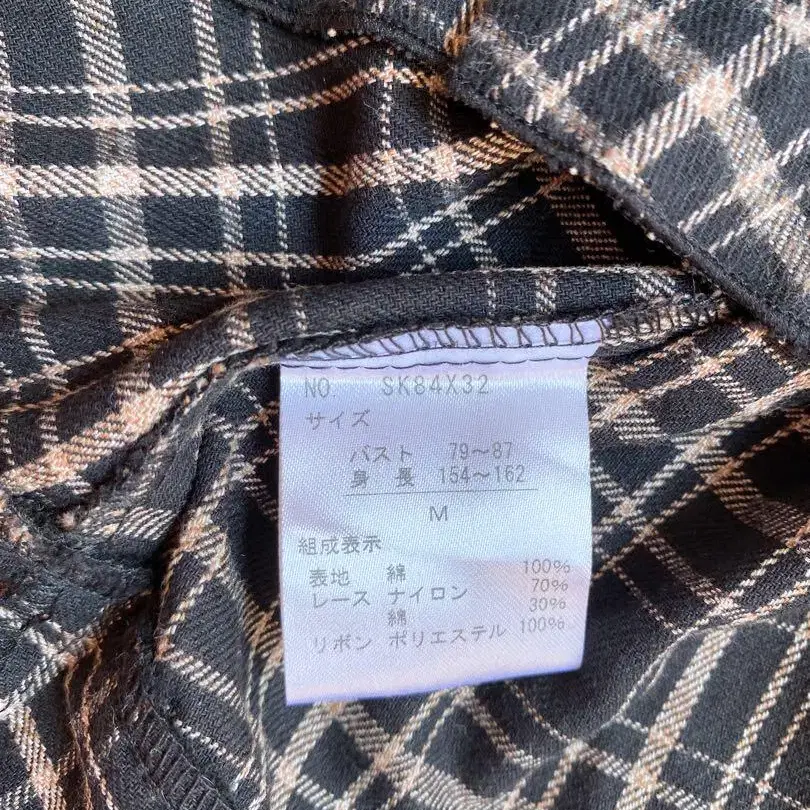 NO. SK84X32
サイズ
バスト 79〜87
身長 154〜162
M
組成表示
表地 綿 100%
レース ナイロン 70%
綿 30%
リボン ポリエステル 100%